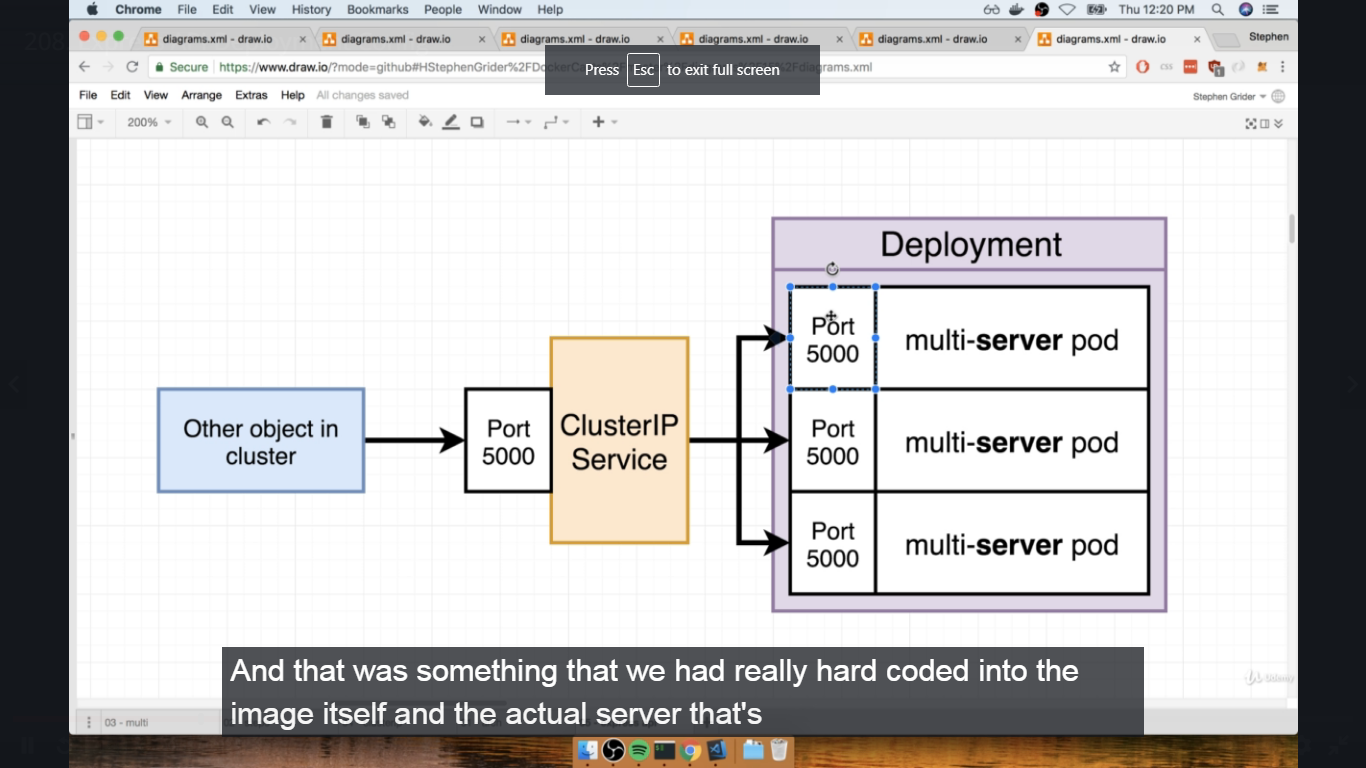 Chrome File Edit View History Bookmarks People Window Help Thu 12:20 PM
diagrams.xml - draw.io diagrams.xml - draw.io diagrams.xml - draw.io diagrams.xml - draw.io diagrams.xml - draw.io diagrams.xml - draw.io Stephen
Press Esc to exit full screen
Secure https://www.draw.io/?mode=github#HStephenGrider%2FDockerCa %2Fdiagrams.xml
File Edit View Arrange Extras Help All changes saved
Stephen Grider
200%
Deployment
Port
5000
multi-server pod
Other object in
cluster
Port
5000
ClusterIP
Service
Port
5000
multi-server pod
Port
5000
multi-server pod
And that was something that we had really hard coded into the
image itself and the actual server that's
Udemy
03 - multi